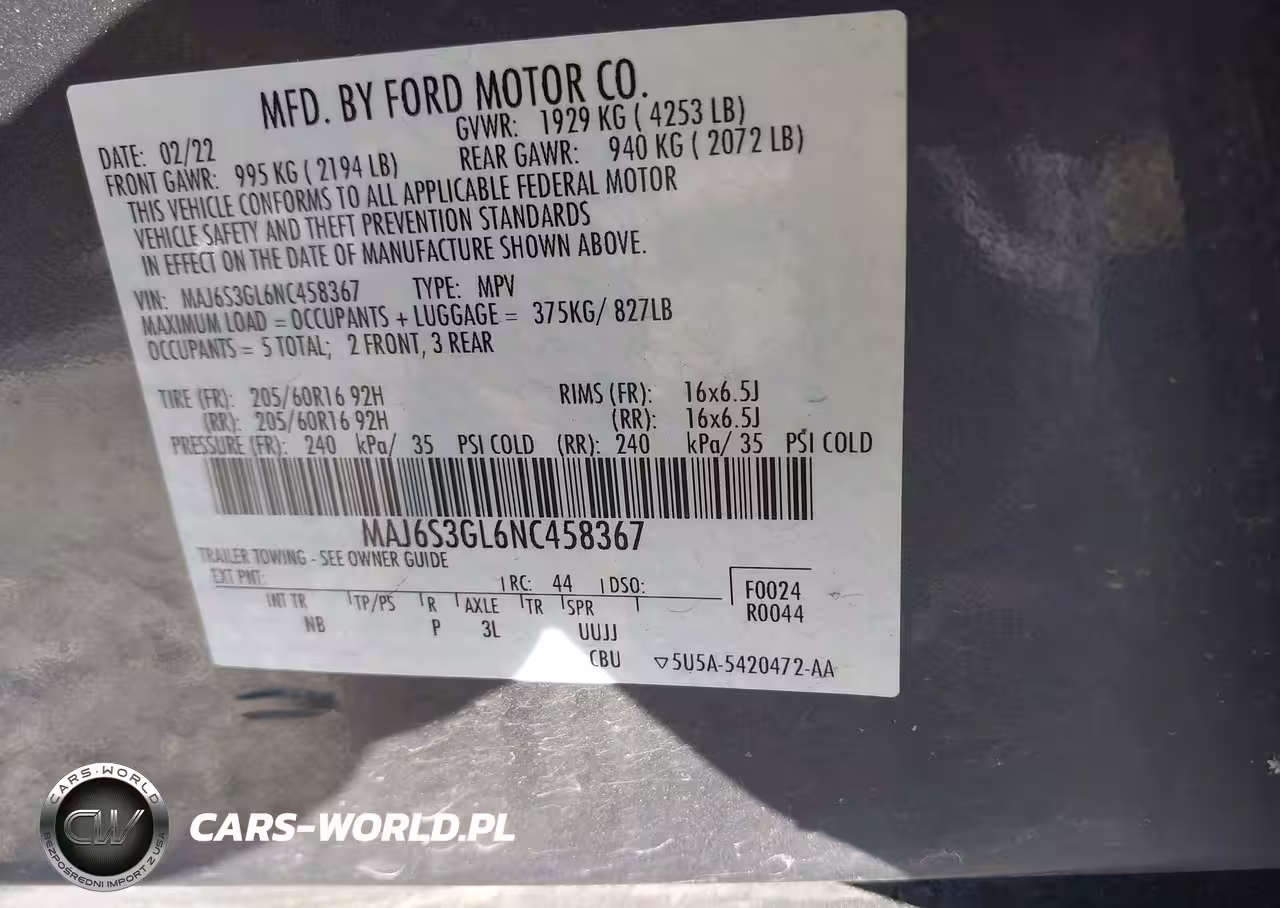 MFD. BY FORD MOTOR CO.
DATE: 02/22 GVWR: 1929 KG ( 4253 LB)
FRONT GAWR: 995 KG ( 2194 LB) REAR GAWR: 940 KG ( 2072 LB)
THIS VEHICLE CONFORMS TO ALL APPLICABLE FEDERAL MOTOR
VEHICLE SAFETY AND THEFT PREVENTION STANDARDS
IN EFFECT ON THE DATE OF MANUFACTURE SHOWN ABOVE.
VIN: MAJ6S3GL6NC458367 TYPE: MPV
MAXIMUM LOAD = OCCUPANTS + LUGGAGE = 375KG/ 827LB
OCCUPANTS = 5 TOTAL; 2 FRONT, 3 REAR
TIRE (FR): 205/60R16 92H RIMS (FR): 16x6.5J
(RR): 205/60R16 92H (RR): 16x6.5J
PRESSURE (FR): 240 kPa/ 35 PSI COLD (RR): 240 kPa/ 35 PSI COLD
MAJ6S3GL6NC458367
TRAILER TOWING - SEE OWNER GUIDE
EXT PNT: RC: 44 DSO: F0024
INT TR TP/PS R AXLE TR SPR R0044
NB P 3L UUJJ
CBU ▽5U5A-5420472-AA
CARS-WORLD
CW
BEZPOŚREDNI IMPORT Z USA
CARS-WORLD.PL